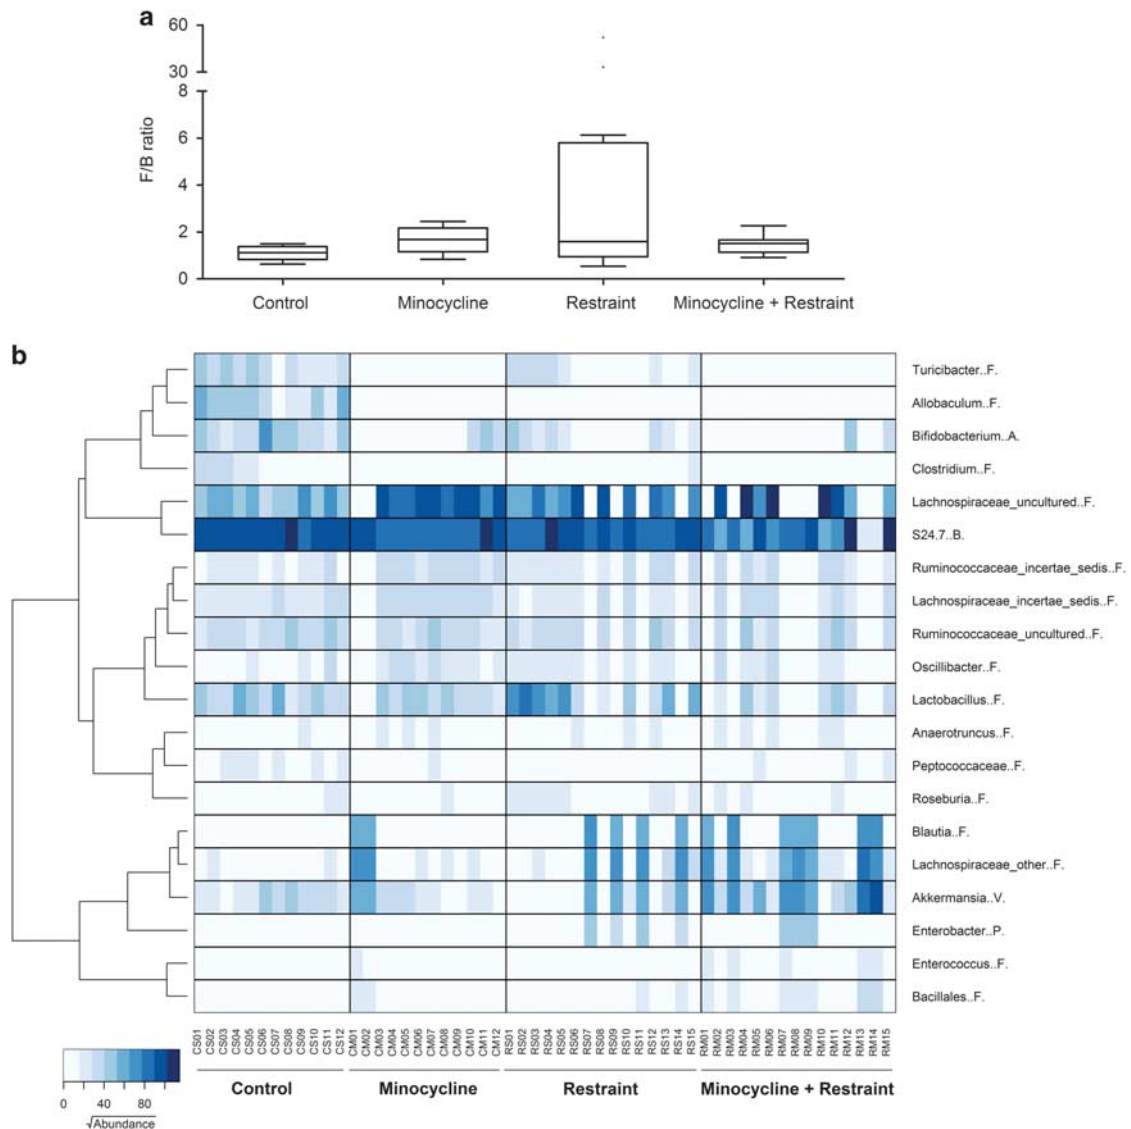 a
60
30
8
6
4
2
0
F/B ratio
Control Minocycline Restraint Minocycline + Restraint
b
Turicibacter..F.
Allobaculum..F.
Bifidobacterium..A.
Clostridium..F.
Lachnospiraceae_uncultured..F.
S24.7..B.
Ruminococcaceae_incertae_sedis..F.
Lachnospiraceae_incertae_sedis..F.
Ruminococcaceae_uncultured..F.
Oscillibacter..F.
Lactobacillus..F.
Anaerotruncus..F.
Peptococcaceae..F.
Roseburia..F.
Blautia..F.
Lachnospiraceae_other..F.
Akkermansia..V.
Enterobacter..P.
Enterococcus..F.
Bacillales..F.
CS01 CS02 CS03 CS04 CS05 CS06 CS07 CS08 CS09 CS10 CS11 CS12 CM01 CM02 CM03 CM04 CM05 CM06 CM07 CM08 CM09 CM10 CM11 CM12 RS01 RS02 RS03 RS04 RS05 RS06 RS07 RS08 RS09 RS10 RS11 RS12 RS13 RS14 RS15 RM01 RM02 RM03 RM04 RM05 RM06 RM07 RM08 RM09 RM10 RM11 RM12 RM13 RM14 RM15
Control Minocycline Restraint Minocycline + Restraint
0 40 80
√Abundance